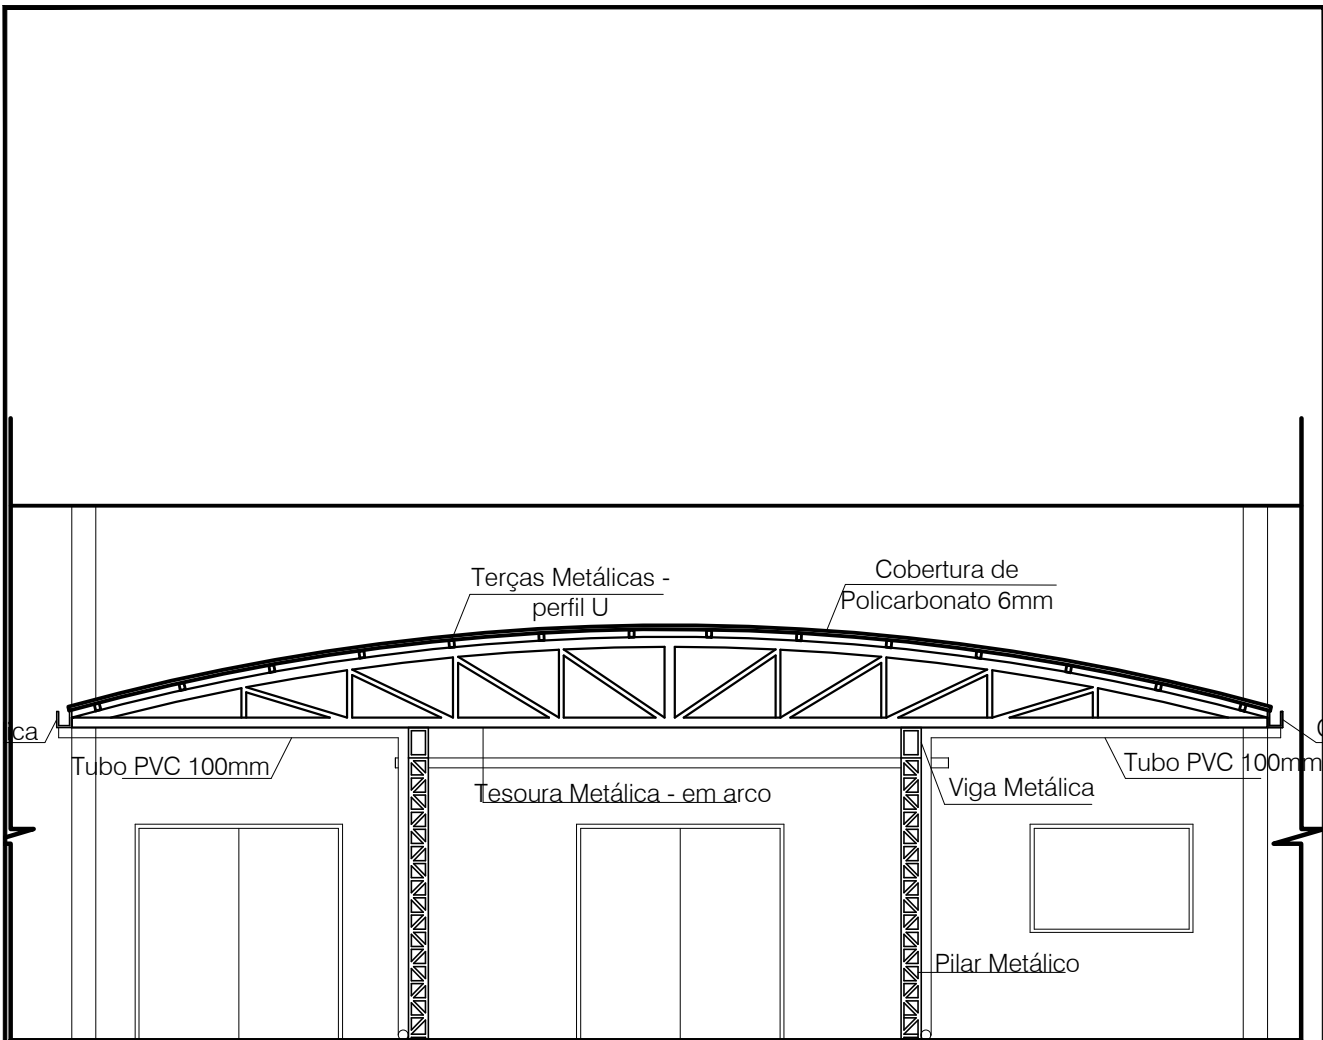 Terças Metálicas -
perfil U
Cobertura de
Policarbonato 6mm
ica
Tubo PVC 100mm
Tubo PVC 100mm
Tesoura Metálica - em arco
Viga Metálica
Pilar Metálico